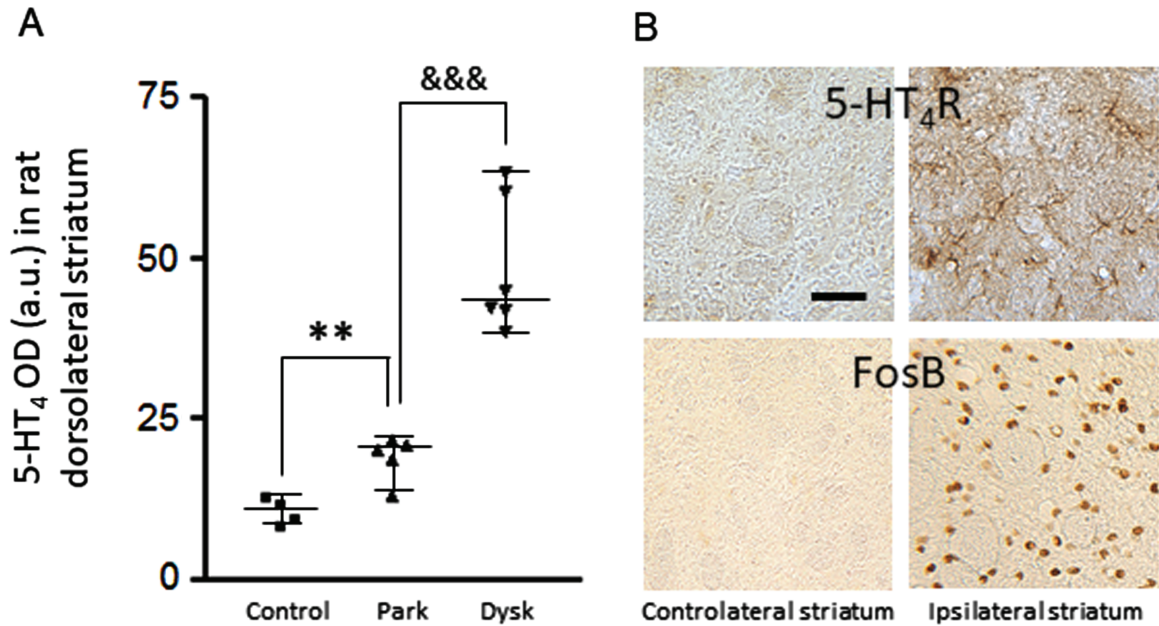 A
5-HT4 OD (a.u.) in rat
dorsolateral striatum
75
50
25
0
**
&&&
Control Park Dysk
B
5-HT4R
FosB
Controlateral striatum Ipsilateral striatum